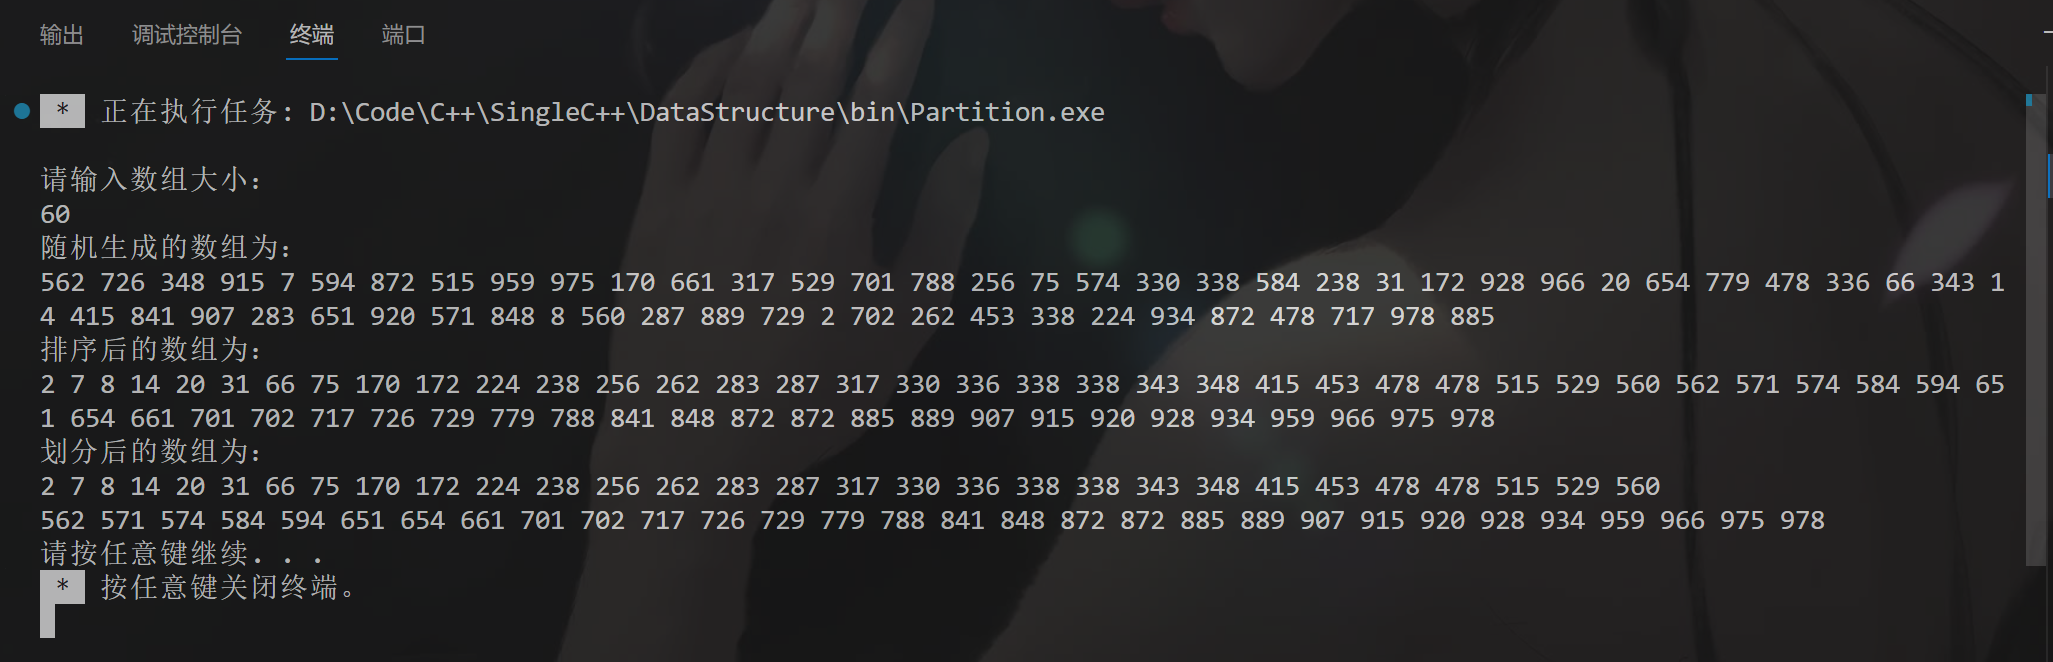 输出 调试控制台 终端 端口
* 正在执行任务: D:\Code\C++\SingleC++\DataStructure\bin\Partition.exe
请输入数组大小:
60
随机生成的数组为:
562 726 348 915 7 594 872 515 959 975 170 661 317 529 701 788 256 75 574 330 338 584 238 31 172 928 966 20 654 779 478 336 66 343 1
4 415 841 907 283 651 920 571 848 8 560 287 889 729 2 702 262 453 338 224 934 872 478 717 978 885
排序后的数组为:
2 7 8 14 20 31 66 75 170 172 224 238 256 262 283 287 317 330 336 338 338 343 348 415 453 478 478 515 529 560 562 571 574 584 594 65
1 654 661 701 702 717 726 729 779 788 841 848 872 872 885 889 907 915 920 928 934 959 966 975 978
划分后的数组为:
2 7 8 14 20 31 66 75 170 172 224 238 256 262 283 287 317 330 336 338 338 343 348 415 453 478 478 515 529 560
562 571 574 584 594 651 654 661 701 702 717 726 729 779 788 841 848 872 872 885 889 907 915 920 928 934 959 966 975 978
请按任意键继续. . .
* 按任意键关闭终端。